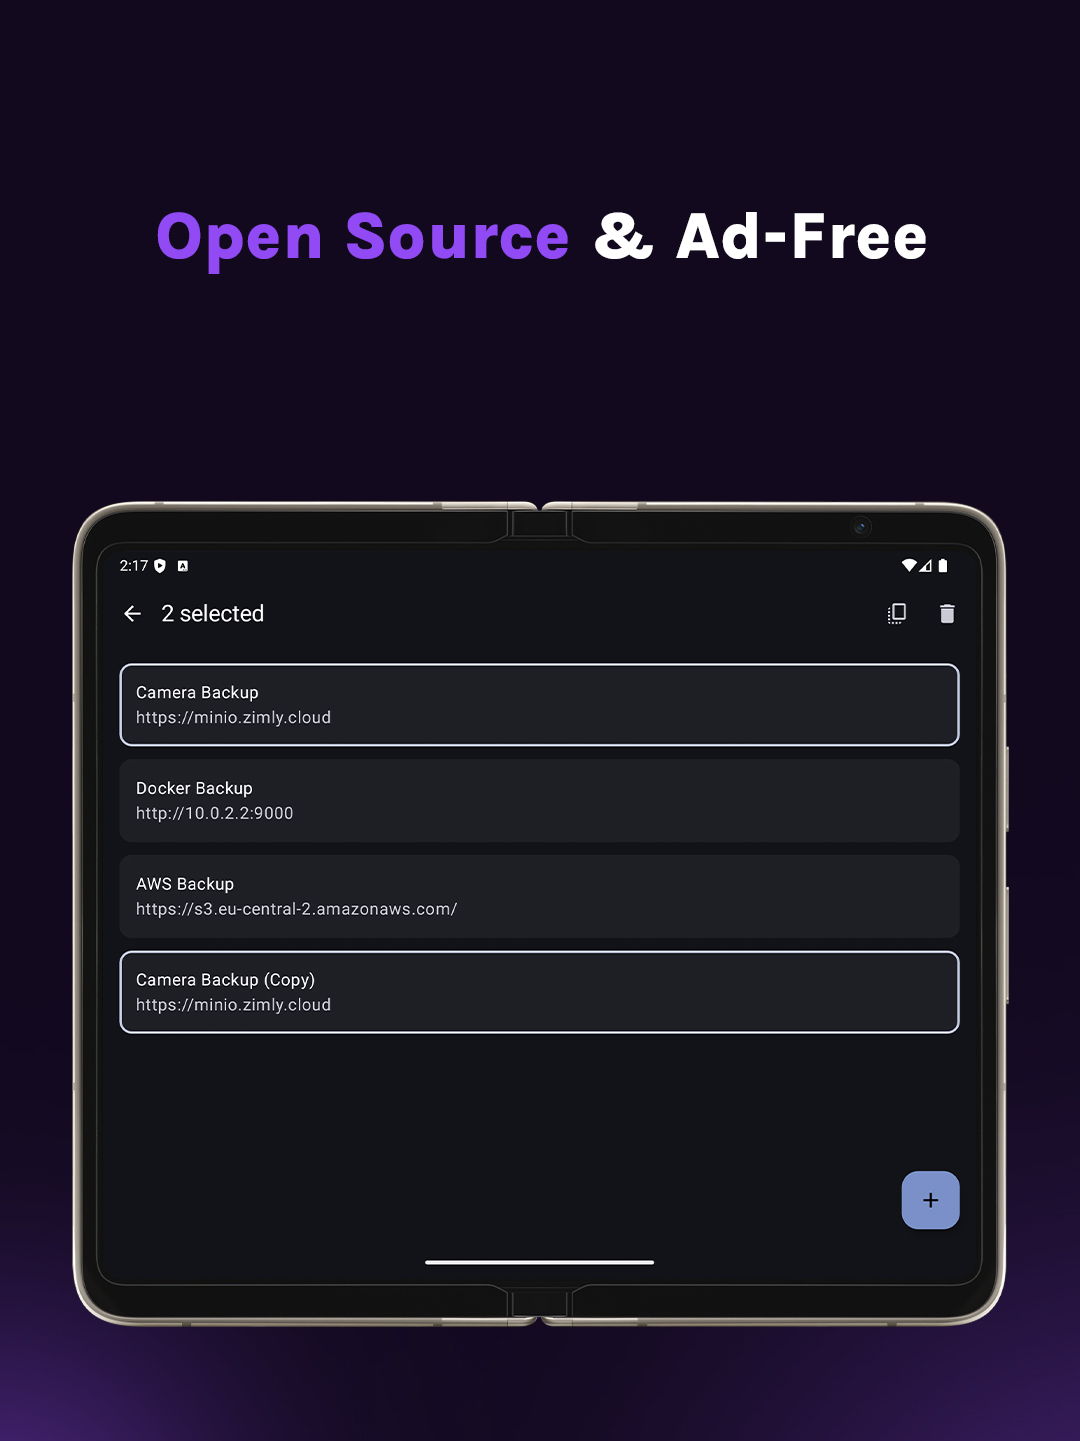 Open Source & Ad-Free
2:17
2 selected
Camera Backup
https://minio.zimly.cloud
Docker Backup
http://10.0.2.2:9000
AWS Backup
https://s3.eu-central-2.amazonaws.com/
Camera Backup (Copy)
https://minio.zimly.cloud